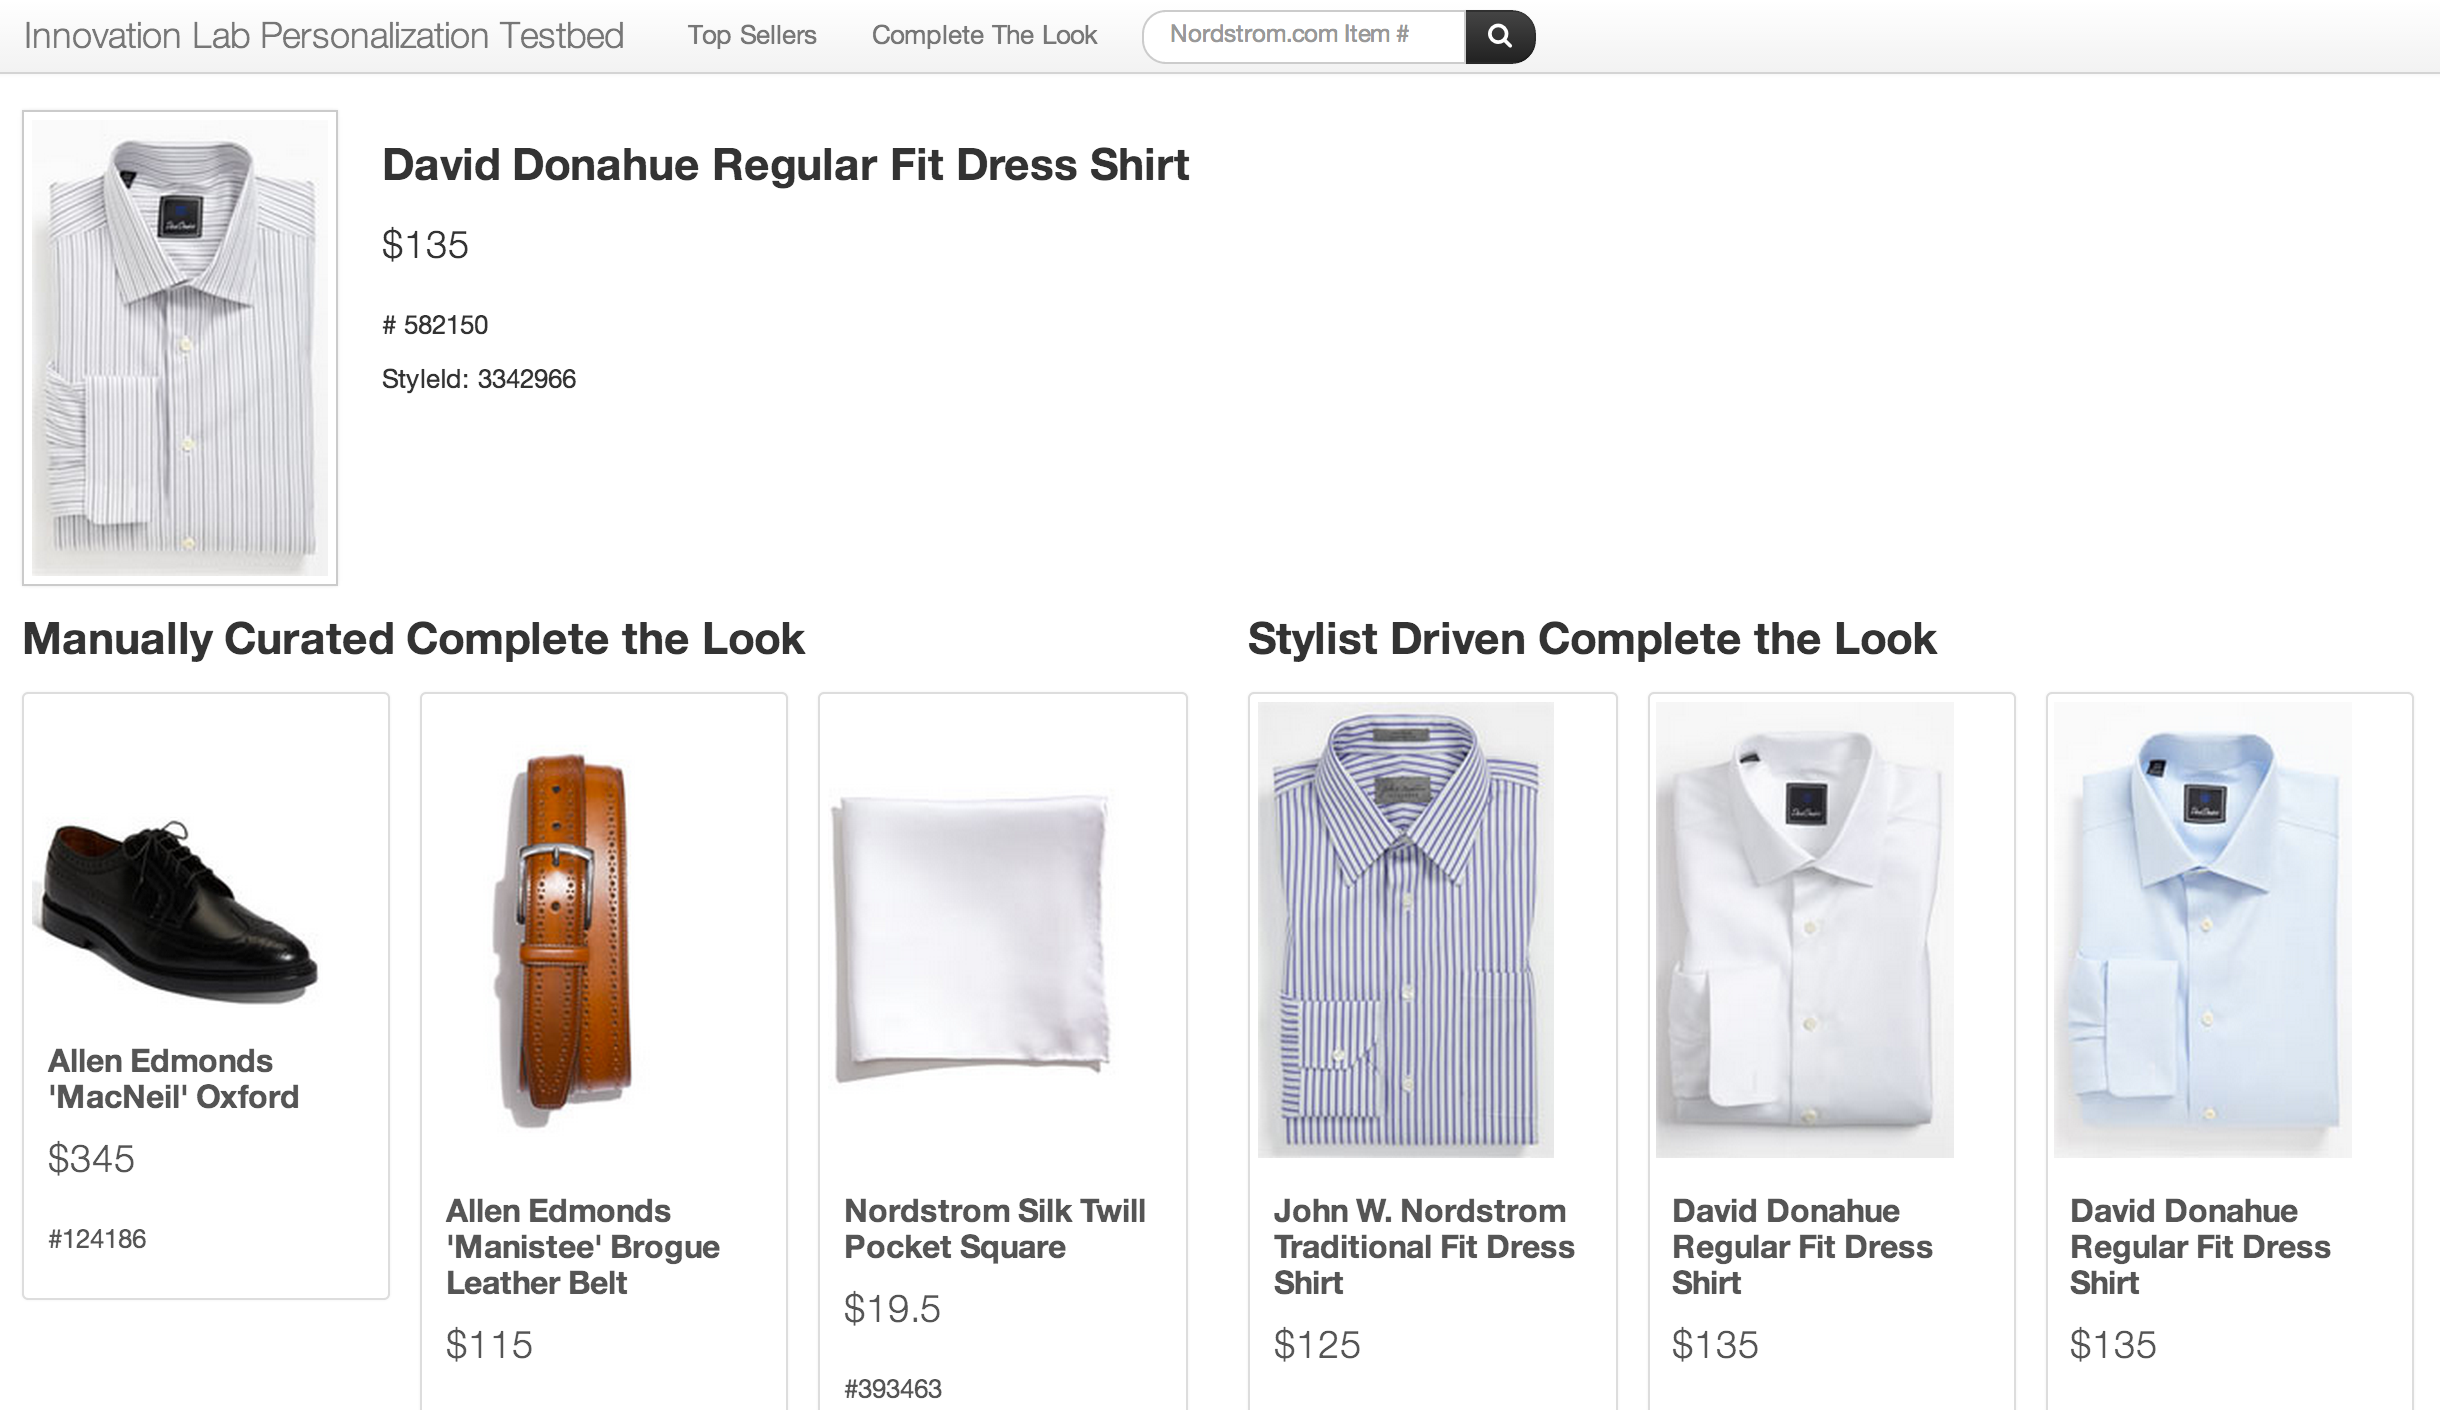 Innovation Lab Personalization Testbed
Top Sellers
Complete The Look
Nordstrom.com Item #
David Donahue Regular Fit Dress Shirt
$135
# 582150
StyleId: 3342966
Manually Curated Complete the Look
Allen Edmonds
'MacNeil' Oxford
$345
#124186
Allen Edmonds
'Manistee' Brogue
Leather Belt
$115
Nordstrom Silk Twill
Pocket Square
$19.5
#393463
Stylist Driven Complete the Look
John W. Nordstrom
Traditional Fit Dress
Shirt
$125
David Donahue
Regular Fit Dress
Shirt
$135
David Donahue
Regular Fit Dress
Shirt
$135